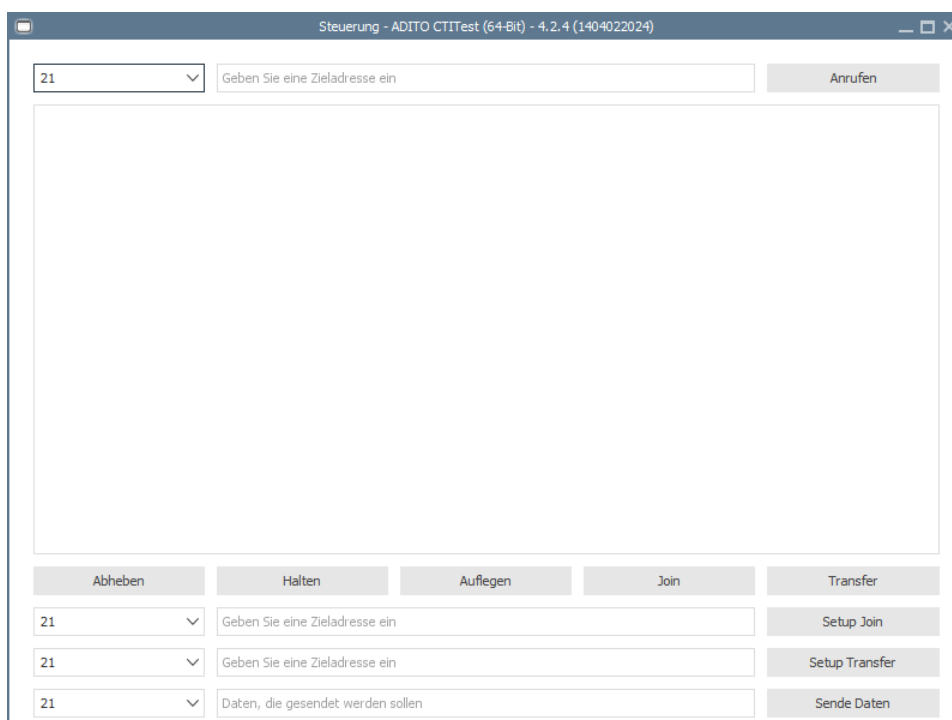 Steuerung - ADITO CTITest (64-Bit) - 4.2.4 (1404022024)
21 Geben Sie eine Zieladresse ein Anrufen
Abheben Halten Auflegen Join Transfer
21 Geben Sie eine Zieladresse ein Setup Join
21 Geben Sie eine Zieladresse ein Setup Transfer
21 Daten, die gesendet werden sollen Sende Daten